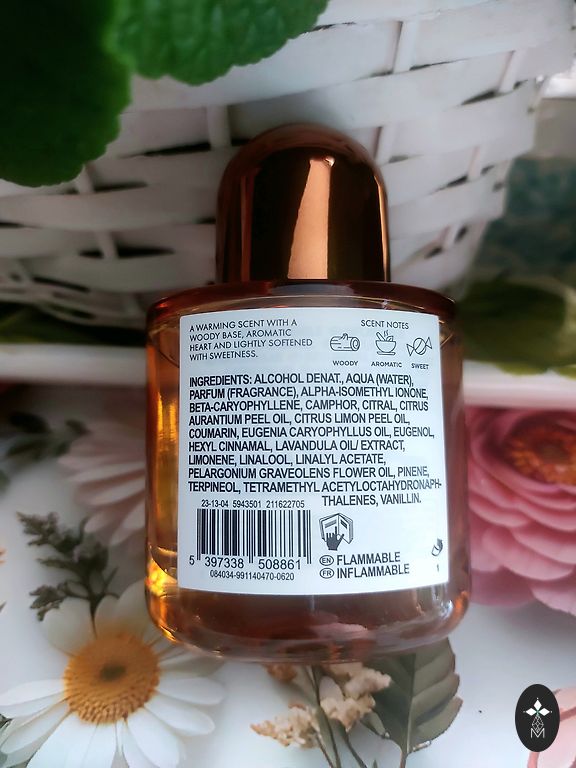 A WARMING SCENT WITH A
WOODY BASE, AROMATIC
HEART AND LIGHTLY SOFTENED
WITH SWEETNESS.
SCENT NOTES
WOODY AROMATIC SWEET
INGREDIENTS: ALCOHOL DENAT., AQUA (WATER),
PARFUM (FRAGRANCE), ALPHA-ISOMETHYL IONONE,
BETA-CARYOPHYLLENE, CAMPHOR, CITRAL, CITRUS
AURANTIUM PEEL OIL, CITRUS LIMON PEEL OIL,
COUMARIN, EUGENIA CARYOPHYLLUS OIL, EUGENOL,
HEXYL CINNAMAL, LAVANDULA OIL/ EXTRACT,
LIMONENE, LINALOOL, LINALYL ACETATE,
PELARGONIUM GRAVEOLENS FLOWER OIL, PINENE,
TERPINEOL, TETRAMETHYL ACETYLOCTAHYDRONAPH-
THALENES, VANILLIN.
23-13-04 5943501 211622705
5 397338 508861
084034-991140470-0620
EN FLAMMABLE
FR INFLAMMABLE
1
M